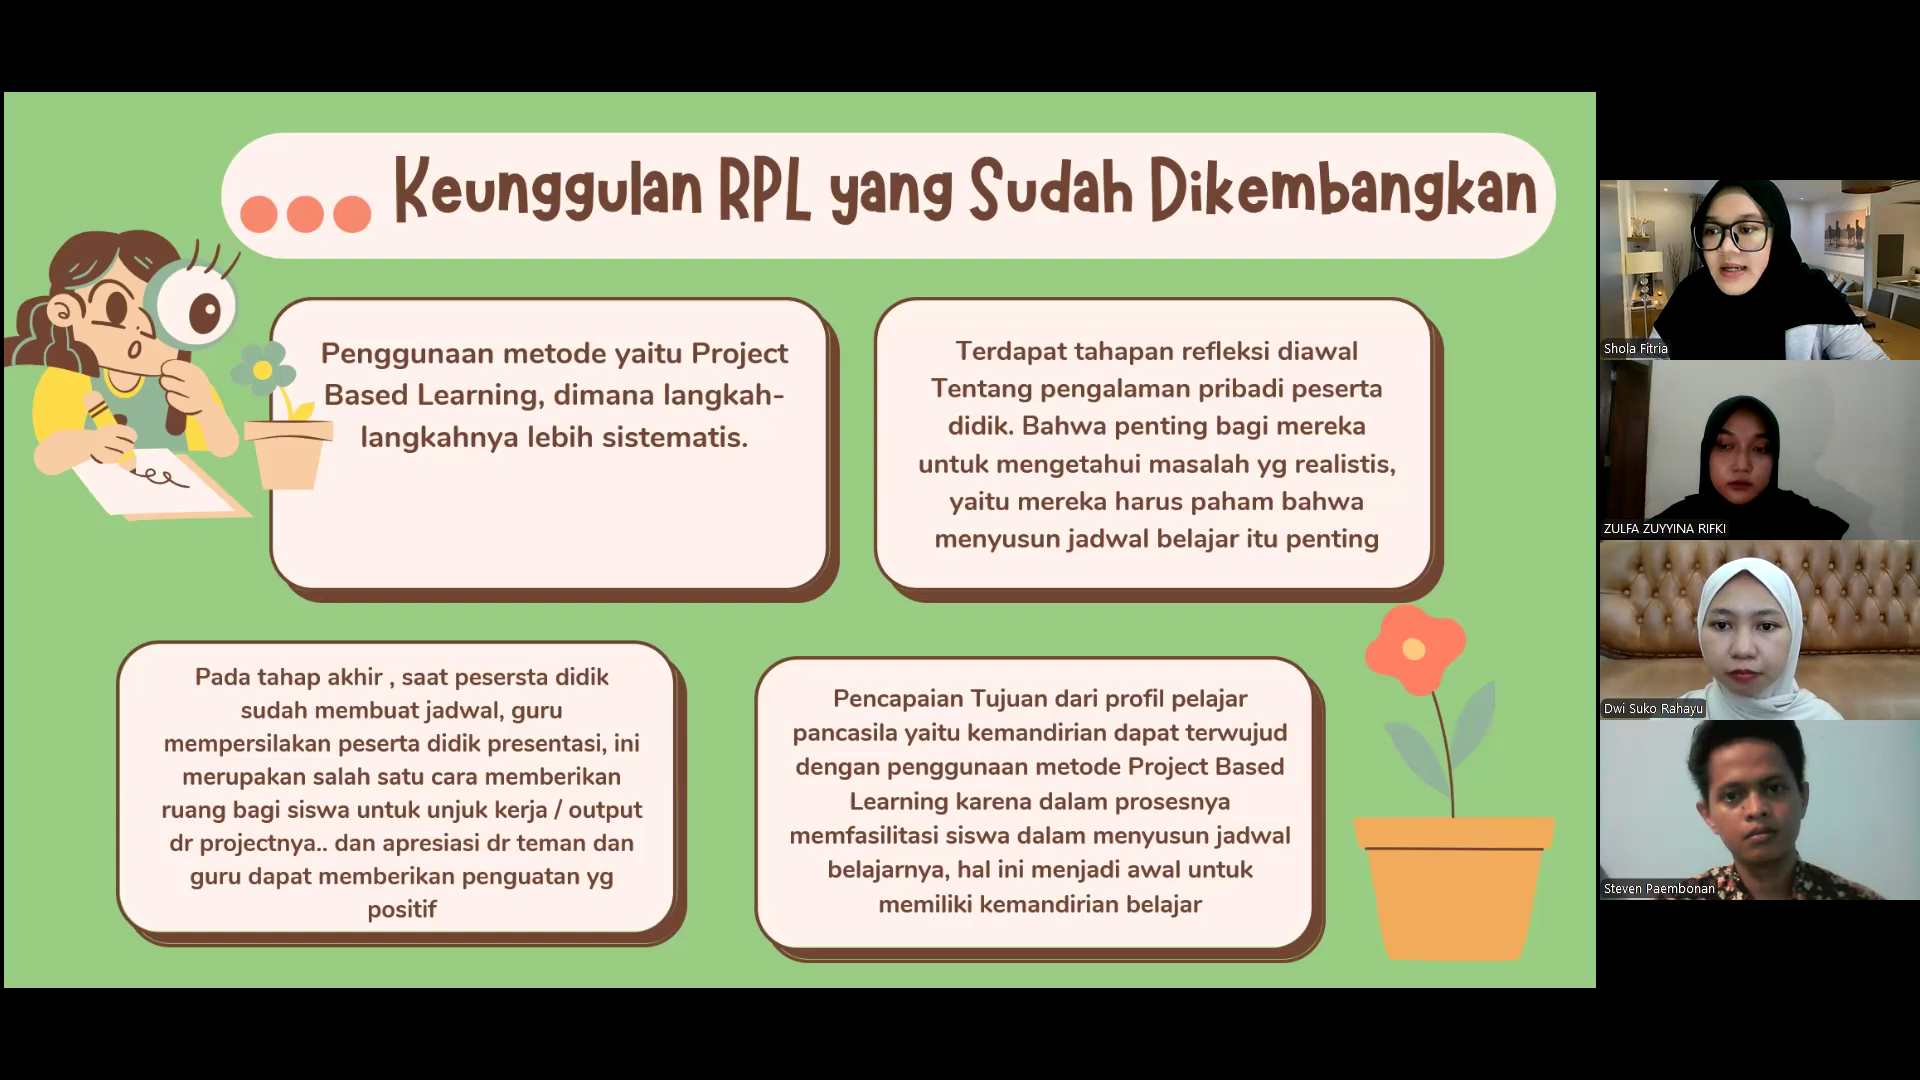 Keunggulan RPL yang Sudah Dikembangkan
Penggunaan metode yaitu Project
Based Learning, dimana langkah-
langkahnya lebih sistematis.
Terdapat tahapan refleksi diawal
Tentang pengalaman pribadi peserta
didik. Bahwa penting bagi mereka
untuk mengetahui masalah yg realistis,
yaitu mereka harus paham bahwa
menyusun jadwal belajar itu penting
Pada tahap akhir , saat pesersta didik
sudah membuat jadwal, guru
mempersilakan peserta didik presentasi, ini
merupakan salah satu cara memberikan
ruang bagi siswa untuk unjuk kerja / output
dr projectnya.. dan apresiasi dr teman dan
guru dapat memberikan penguatan yg
positif
Pencapaian Tujuan dari profil pelajar
pancasila yaitu kemandirian dapat terwujud
dengan penggunaan metode Project Based
Learning karena dalam prosesnya
memfasilitasi siswa dalam menyusun jadwal
belajarnya, hal ini menjadi awal untuk
memiliki kemandirian belajar
Shola Fitria
ZULFA ZUYYINA RIFKI
Dwi Suko Rahayu
Steven Paembonan